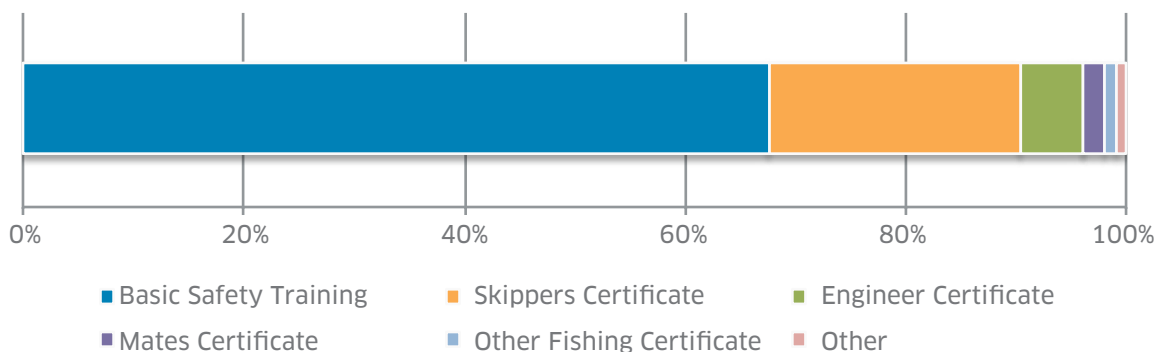 0% 20% 40% 60% 80% 100%
Basic Safety Training Skippers Certificate Engineer Certificate
Mates Certificate Other Fishing Certificate Other